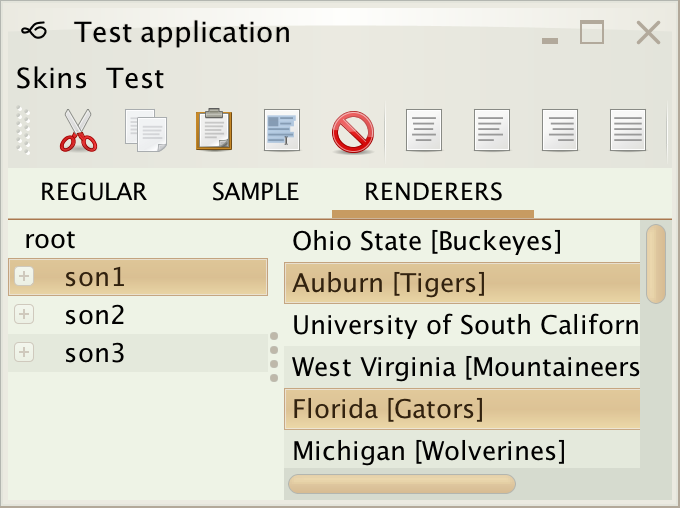 Test application
Skins Test
REGULAR SAMPLE RENDERERS
root
son1
son2
son3
Ohio State [Buckeyes]
Auburn [Tigers]
University of South Californ
West Virginia [Mountaineers
Florida [Gators]
Michigan [Wolverines]